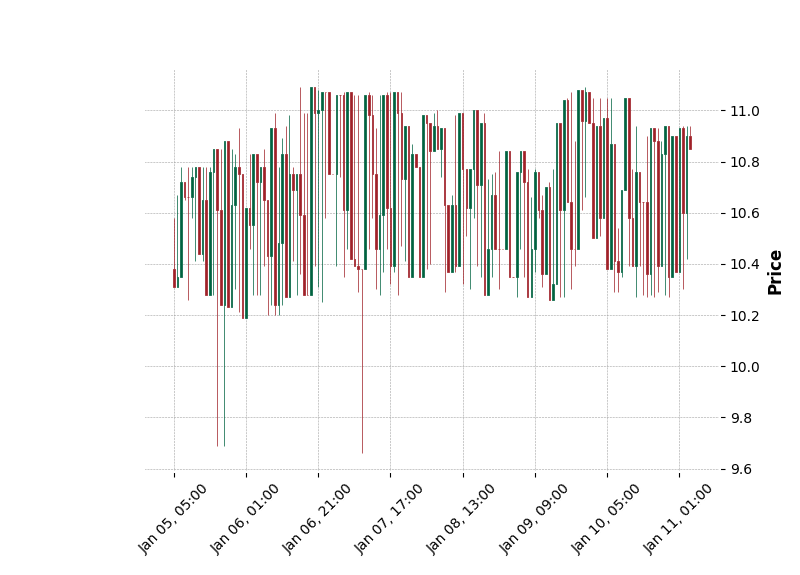 11.0
10.8
10.6
10.4
10.2
10.0
9.8
9.6
Price
Jan 05, 05:00
Jan 06, 01:00
Jan 06, 21:00
Jan 07, 17:00
Jan 08, 13:00
Jan 09, 09:00
Jan 10, 05:00
Jan 11, 01:00